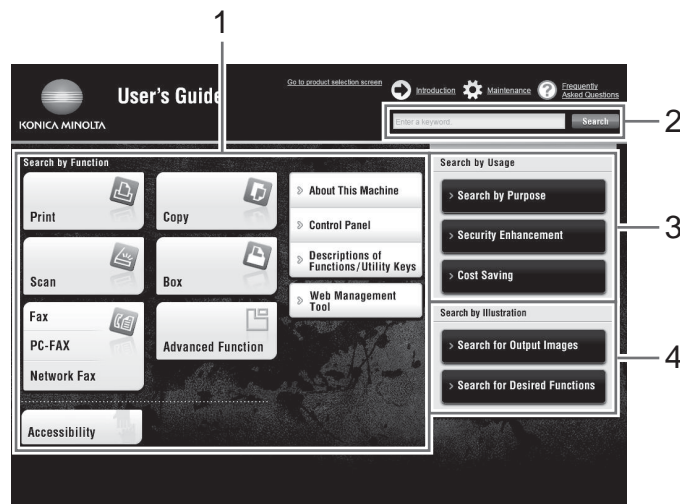 1
User's Guide
Go to product selection screen
Introduction
Maintenance
Frequently
Asked Questions
KONICA MINOLTA
Enter a keyword.
Search
2
Search by Function
Print
Copy
Scan
Box
Fax
PC-FAX
Network Fax
Advanced Function
Accessibility
About This Machine
Control Panel
Descriptions of
Functions/Utility Keys
Web Management
Tool
Search by Usage
Search by Purpose
Security Enhancement
Cost Saving
3
Search by Illustration
Search for Output Images
Search for Desired Functions
4